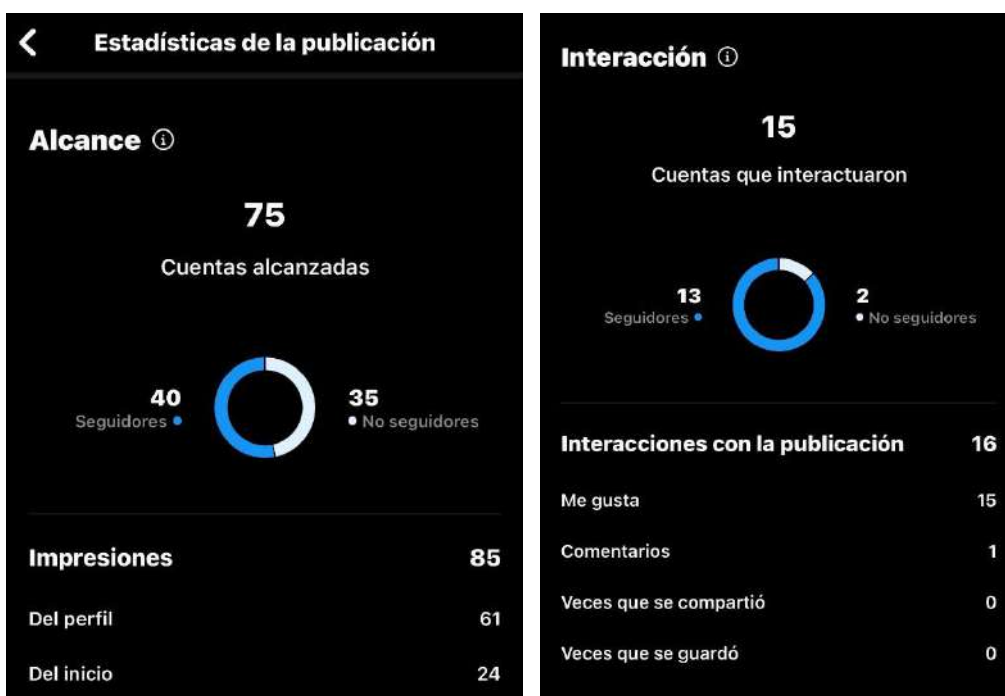 Estadísticas de la publicación
Alcance
75
Cuentas alcanzadas
40
Seguidores
35
No seguidores
Impresiones 85
Del perfil 61
Del inicio 24
Interacción
15
Cuentas que interactuaron
13
Seguidores
2
No seguidores
Interacciones con la publicación 16
Me gusta 15
Comentarios 1
Veces que se compartió 0
Veces que se guardó 0